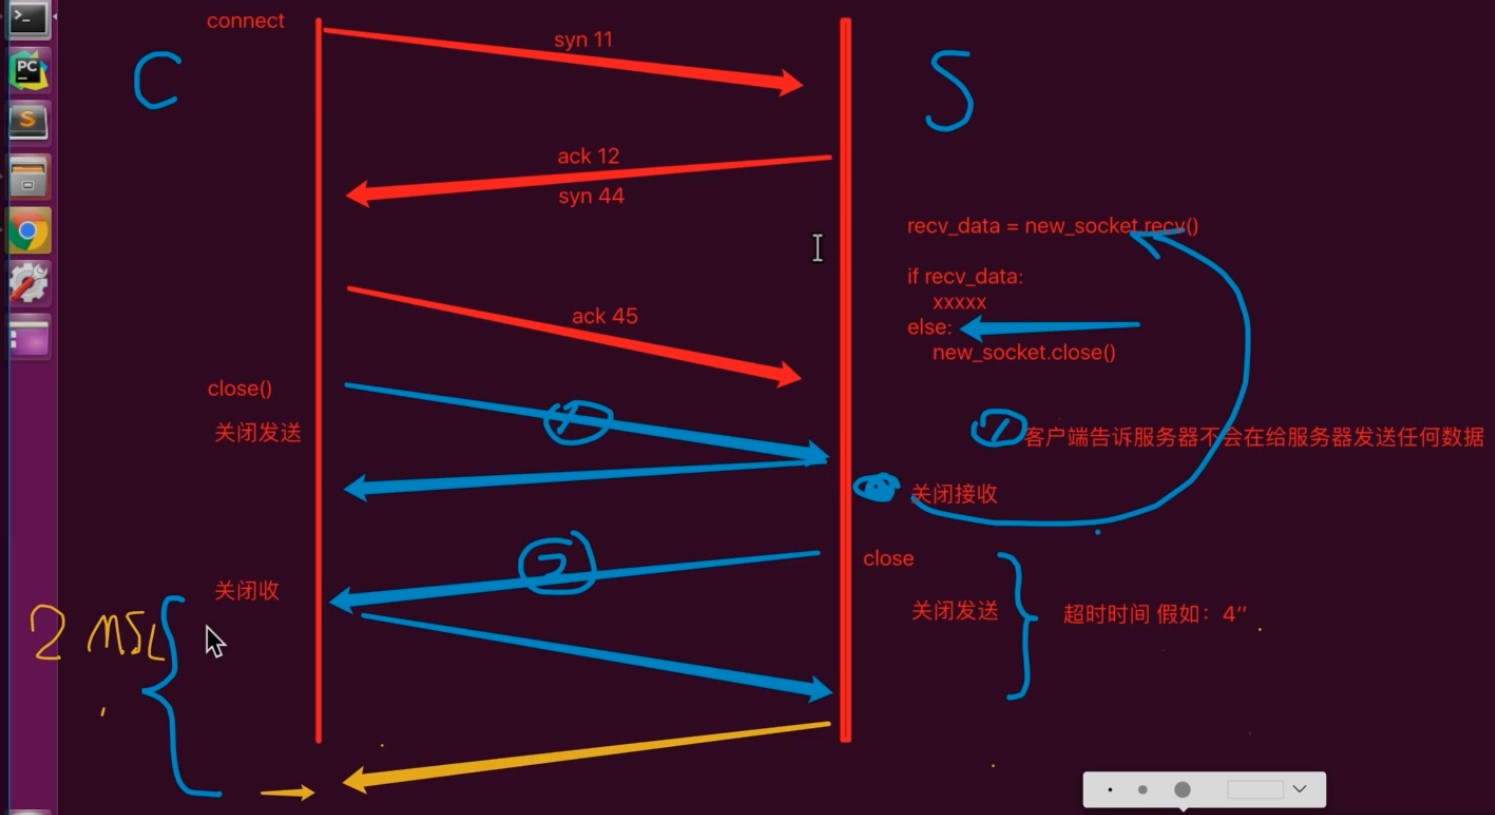 connect
syn 11
C
S
ack 12
syn 44
recv_data = new_socket.recv()
if recv_data:
xxxxx
ack 45
else:
new_socket.close()
close()
关闭发送
1
1 客户端告诉服务器不会在给服务器发送任何数据
关闭接收
2
close
关闭收
关闭发送
超时时间 假如：4’’
2 MSL
PC
S